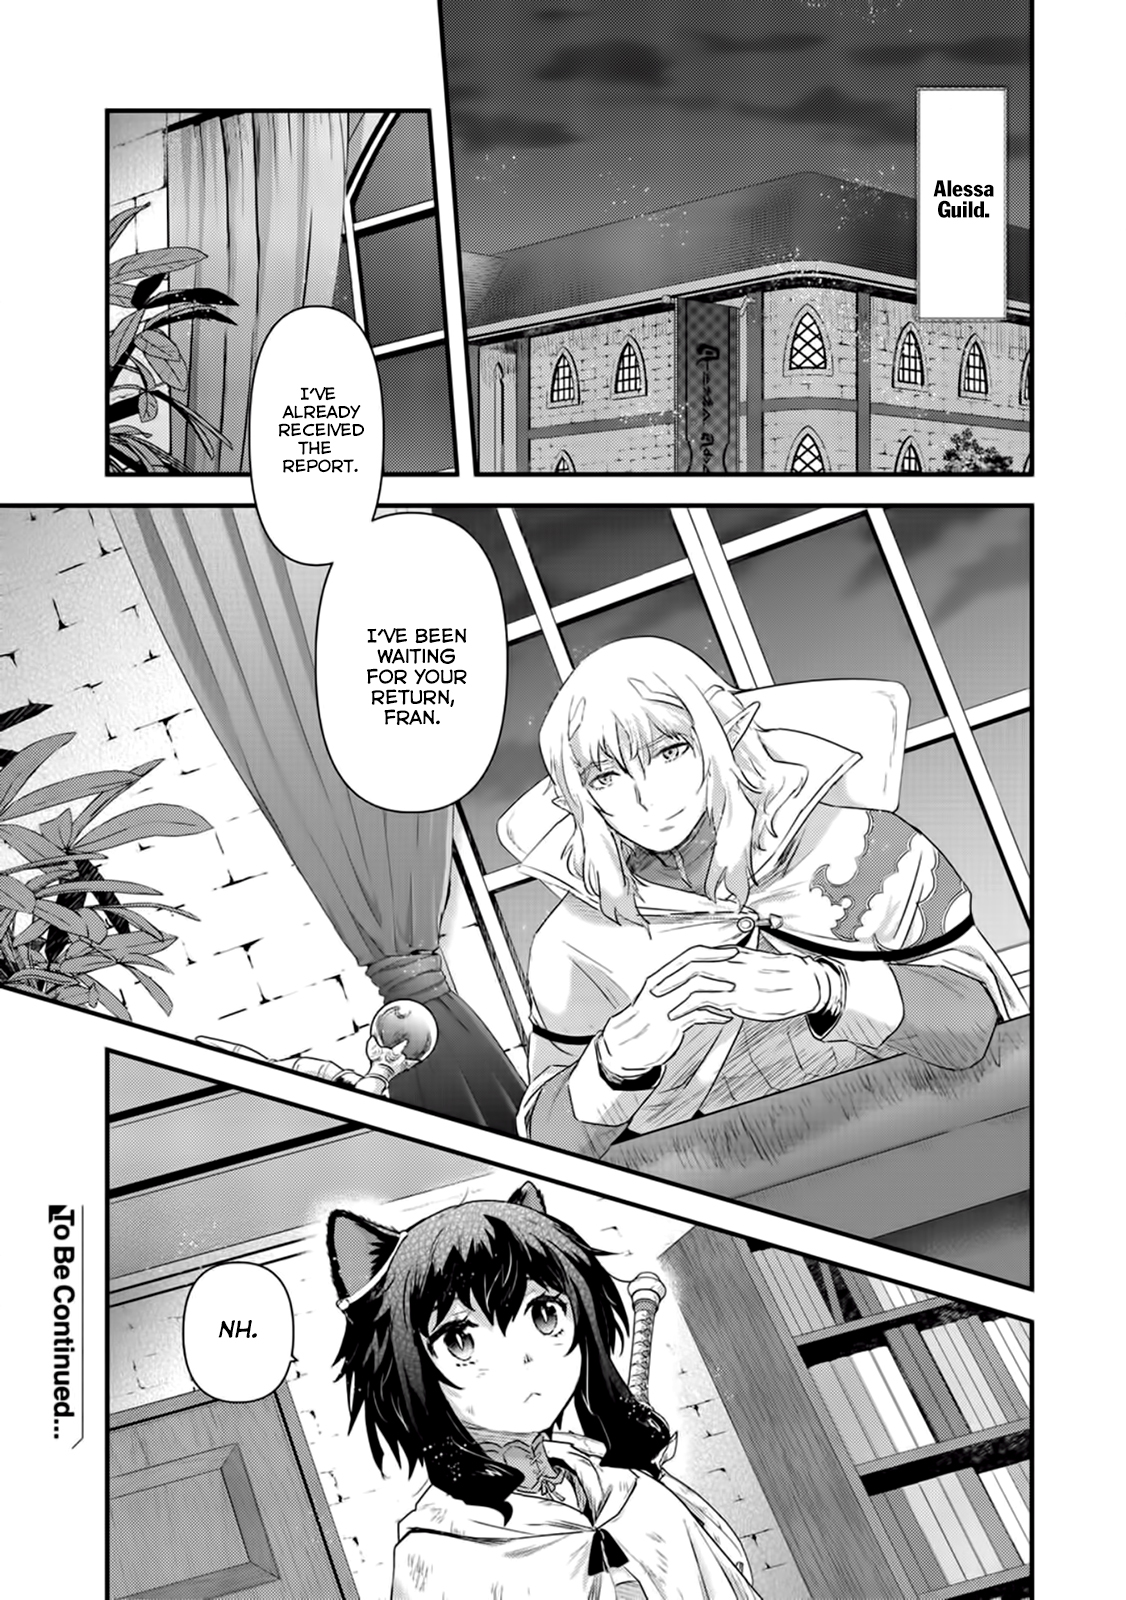 Alessa
Guild.
I'VE
ALREADY
RECEIVED
THE
REPORT.
I'VE BEEN
WAITING
FOR YOUR
RETURN,
FRAN.
NH.
To Be Continued...